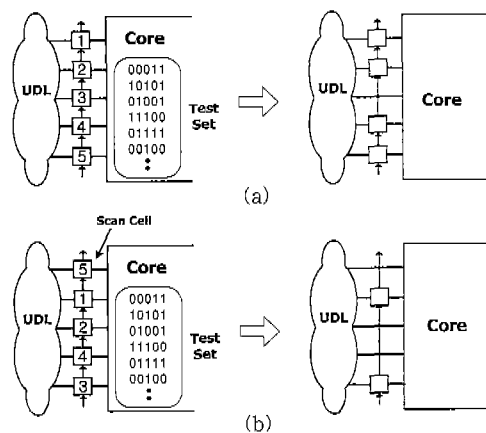 1
Core
2
00011
10101
UDL
3
01001
11100
Test
Set
4
01111
00100
5
UDL
Core
(a)
Scan Cell
5
Core
1
00011
10101
UDL
2
01001
11100
Test
Set
4
01111
00100
3
UDL
Core
(b)